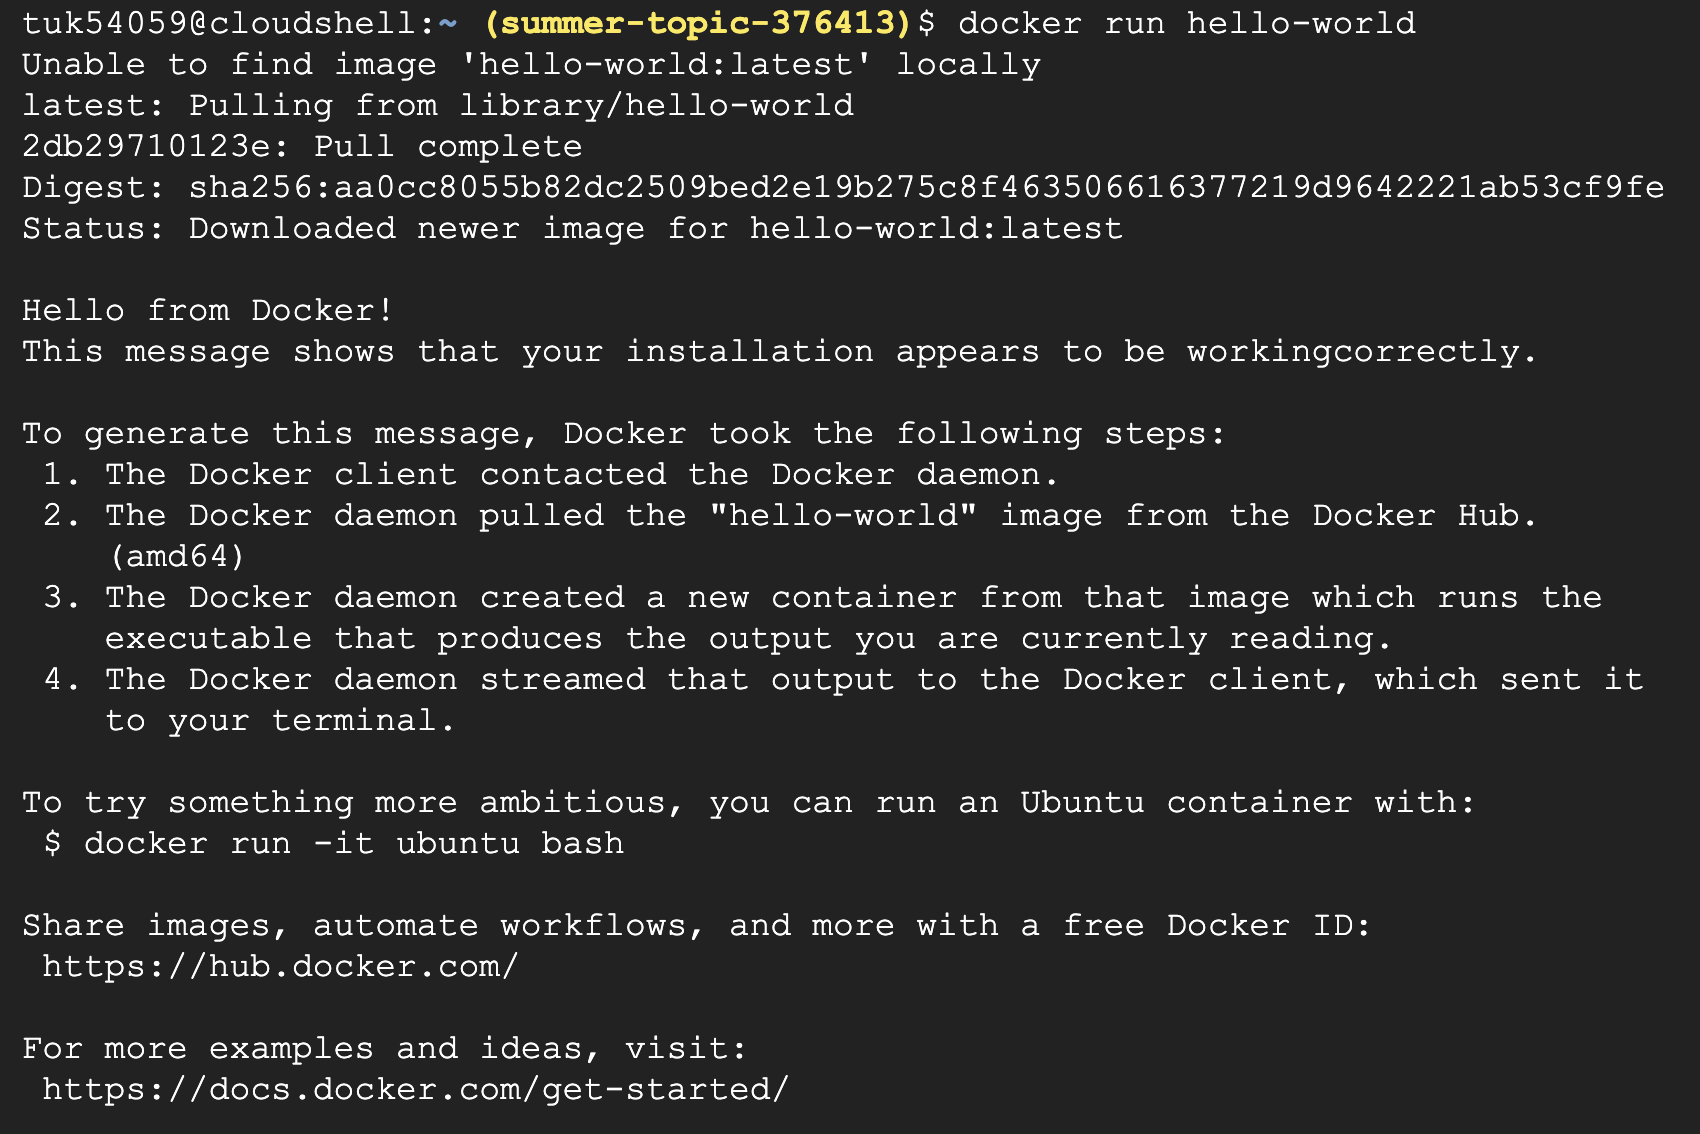 tuk54059@cloudshell:~ (summer-topic-376413)$ docker run hello-world
Unable to find image 'hello-world:latest' locally
latest: Pulling from library/hello-world
2db29710123e: Pull complete
Digest: sha256:aa0cc8055b82dc2509bed2e19b275c8f463506616377219d9642221ab53cf9fe
Status: Downloaded newer image for hello-world:latest

Hello from Docker!
This message shows that your installation appears to be workingcorrectly.

To generate this message, Docker took the following steps:
 1. The Docker client contacted the Docker daemon.
 2. The Docker daemon pulled the "hello-world" image from the Docker Hub.
    (amd64)
 3. The Docker daemon created a new container from that image which runs the
    executable that produces the output you are currently reading.
 4. The Docker daemon streamed that output to the Docker client, which sent it
    to your terminal.

To try something more ambitious, you can run an Ubuntu container with:
 $ docker run -it ubuntu bash

Share images, automate workflows, and more with a free Docker ID:
 https://hub.docker.com/

For more examples and ideas, visit:
 https://docs.docker.com/get-started/